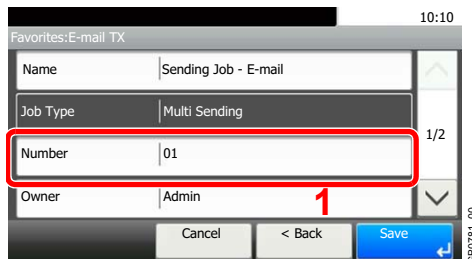 10:10
Favorites:E-mail TX
Name Sending Job - E-mail
Job Type Multi Sending
1/2
Number 01
Owner Admin
1
Cancel < Back Save